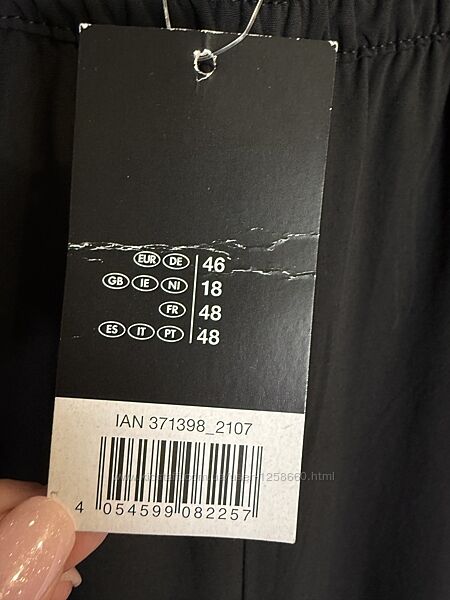 EUR DE 46
GB IE NI 18
FR 48
ES IT PT 48
IAN 371398_2107
4 054599 082257